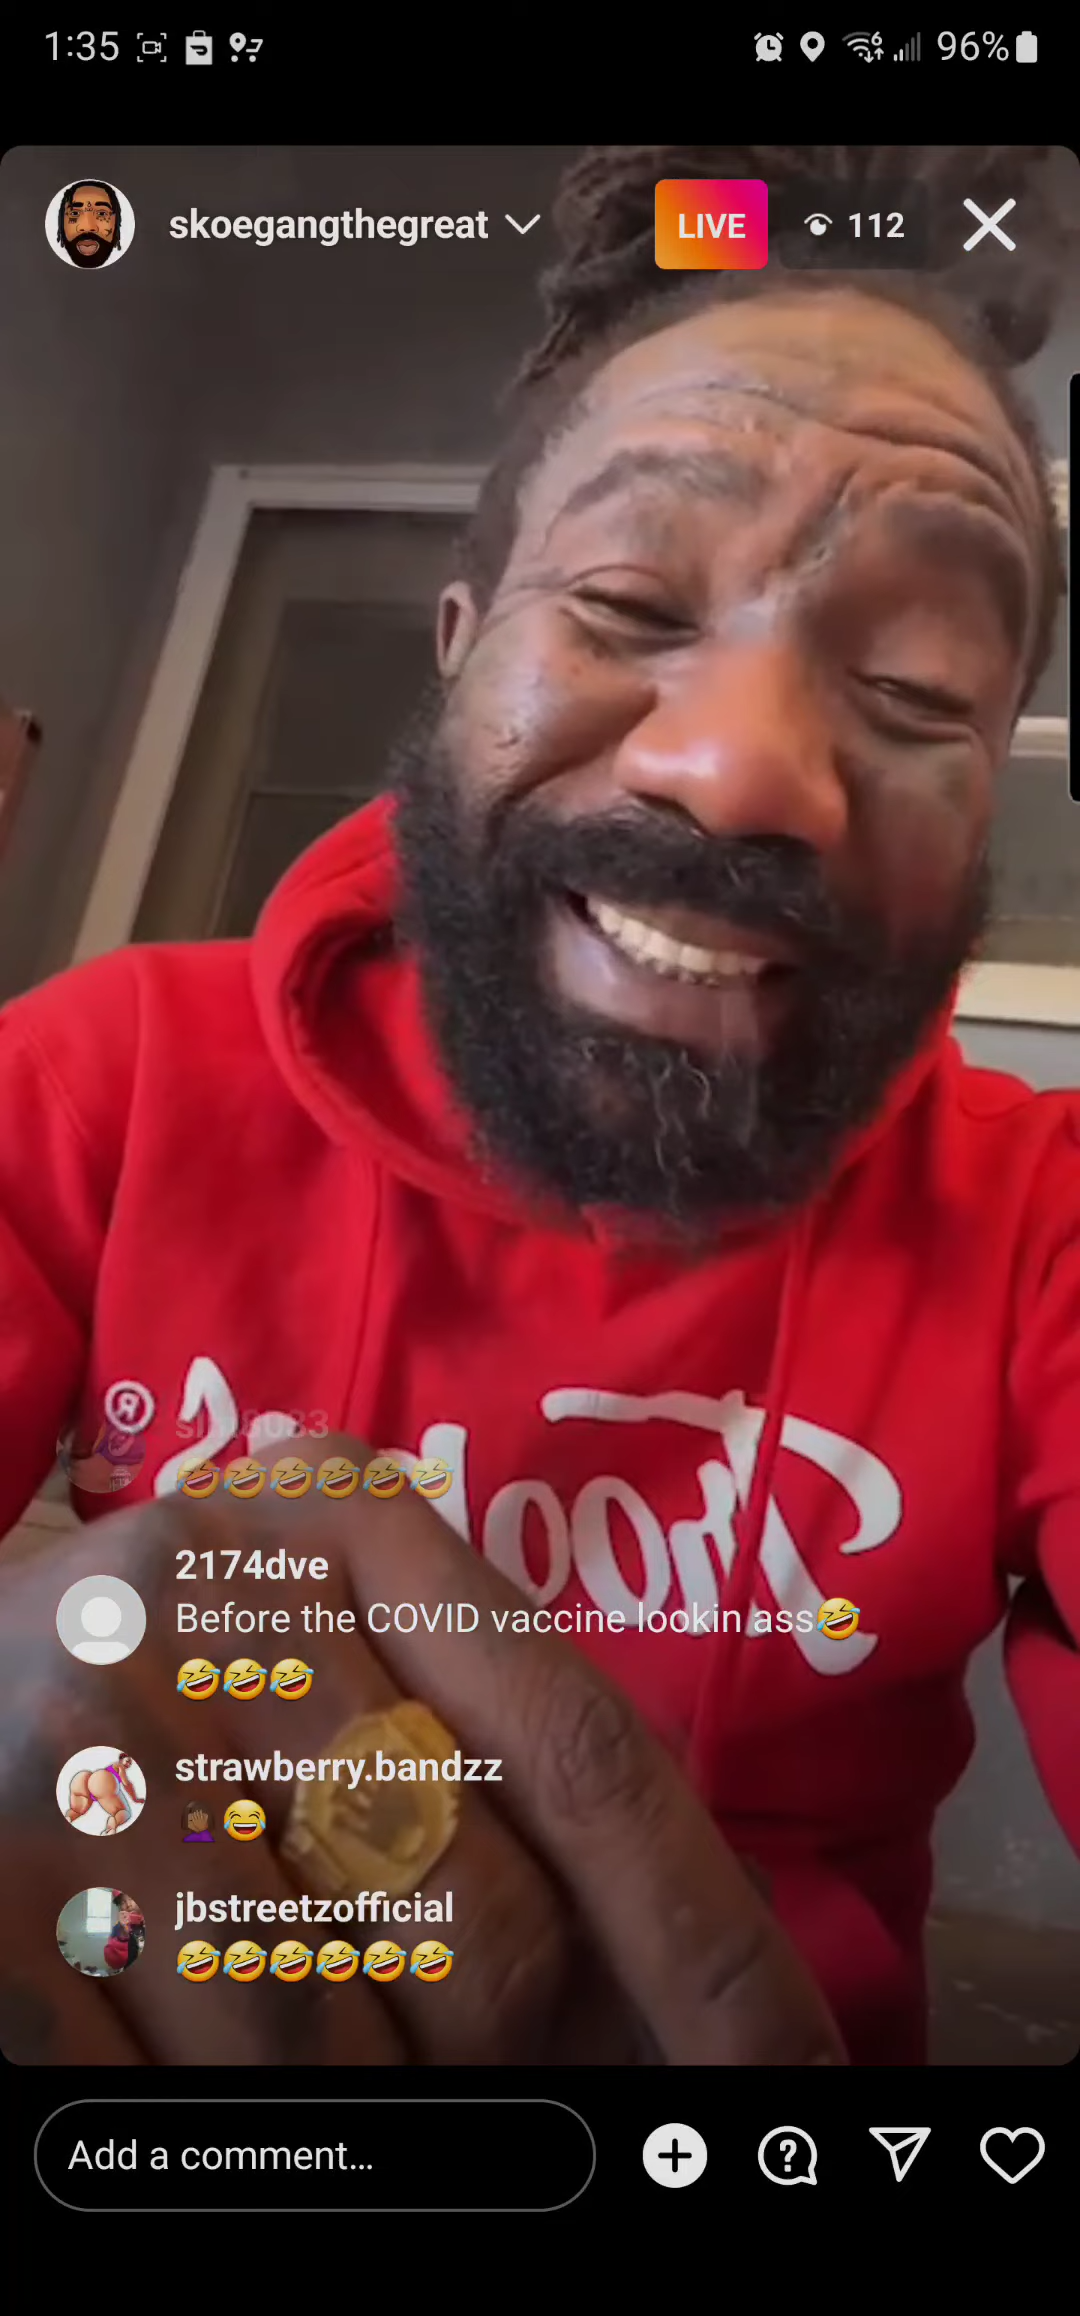 1:35
96%
skoegangthegreat
LIVE
112
🤣🤣🤣🤣🤣🤣
2174dve
Before the COVID vaccine lookin ass🤣
🤣🤣🤣
strawberry.bandzz
🤦🏾‍♀️😂
jbstreetzofficial
🤣🤣🤣🤣🤣🤣
Add a comment...